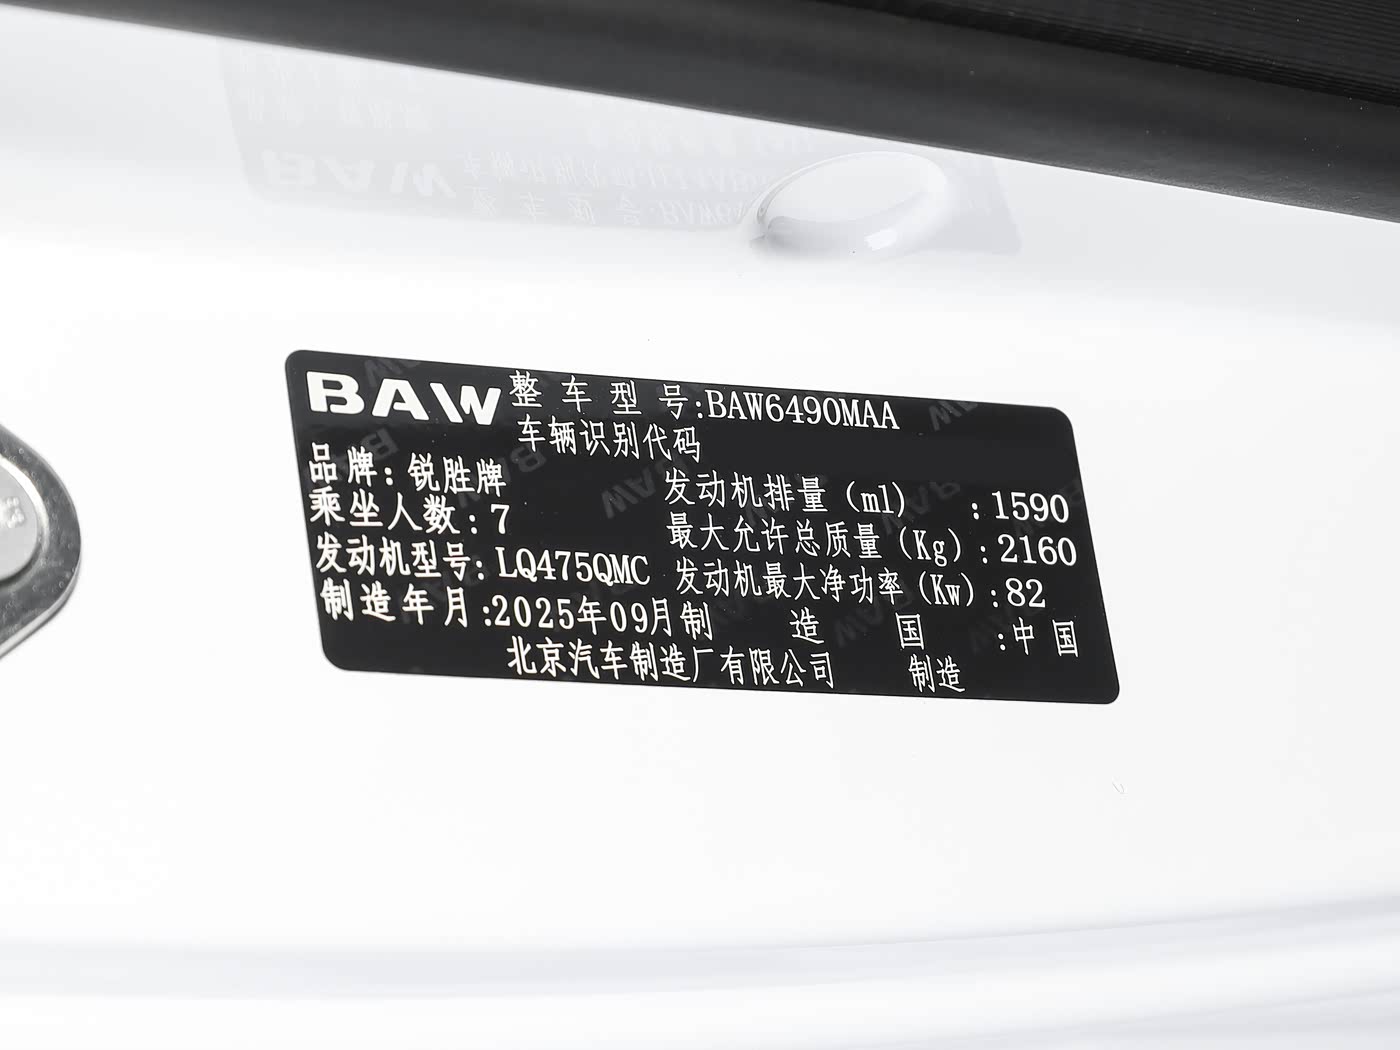 BAW 整车型号:BAW6490MAA
车辆识别代码
品牌:锐胜牌
发动机排量(ml):1590
乘坐人数:7
最大允许总质量(Kg):2160
发动机型号:LQ475QMC
发动机最大净功率(Kw):82
制造年月:2025年09月
制造国:中国
北京汽车制造厂有限公司 制造